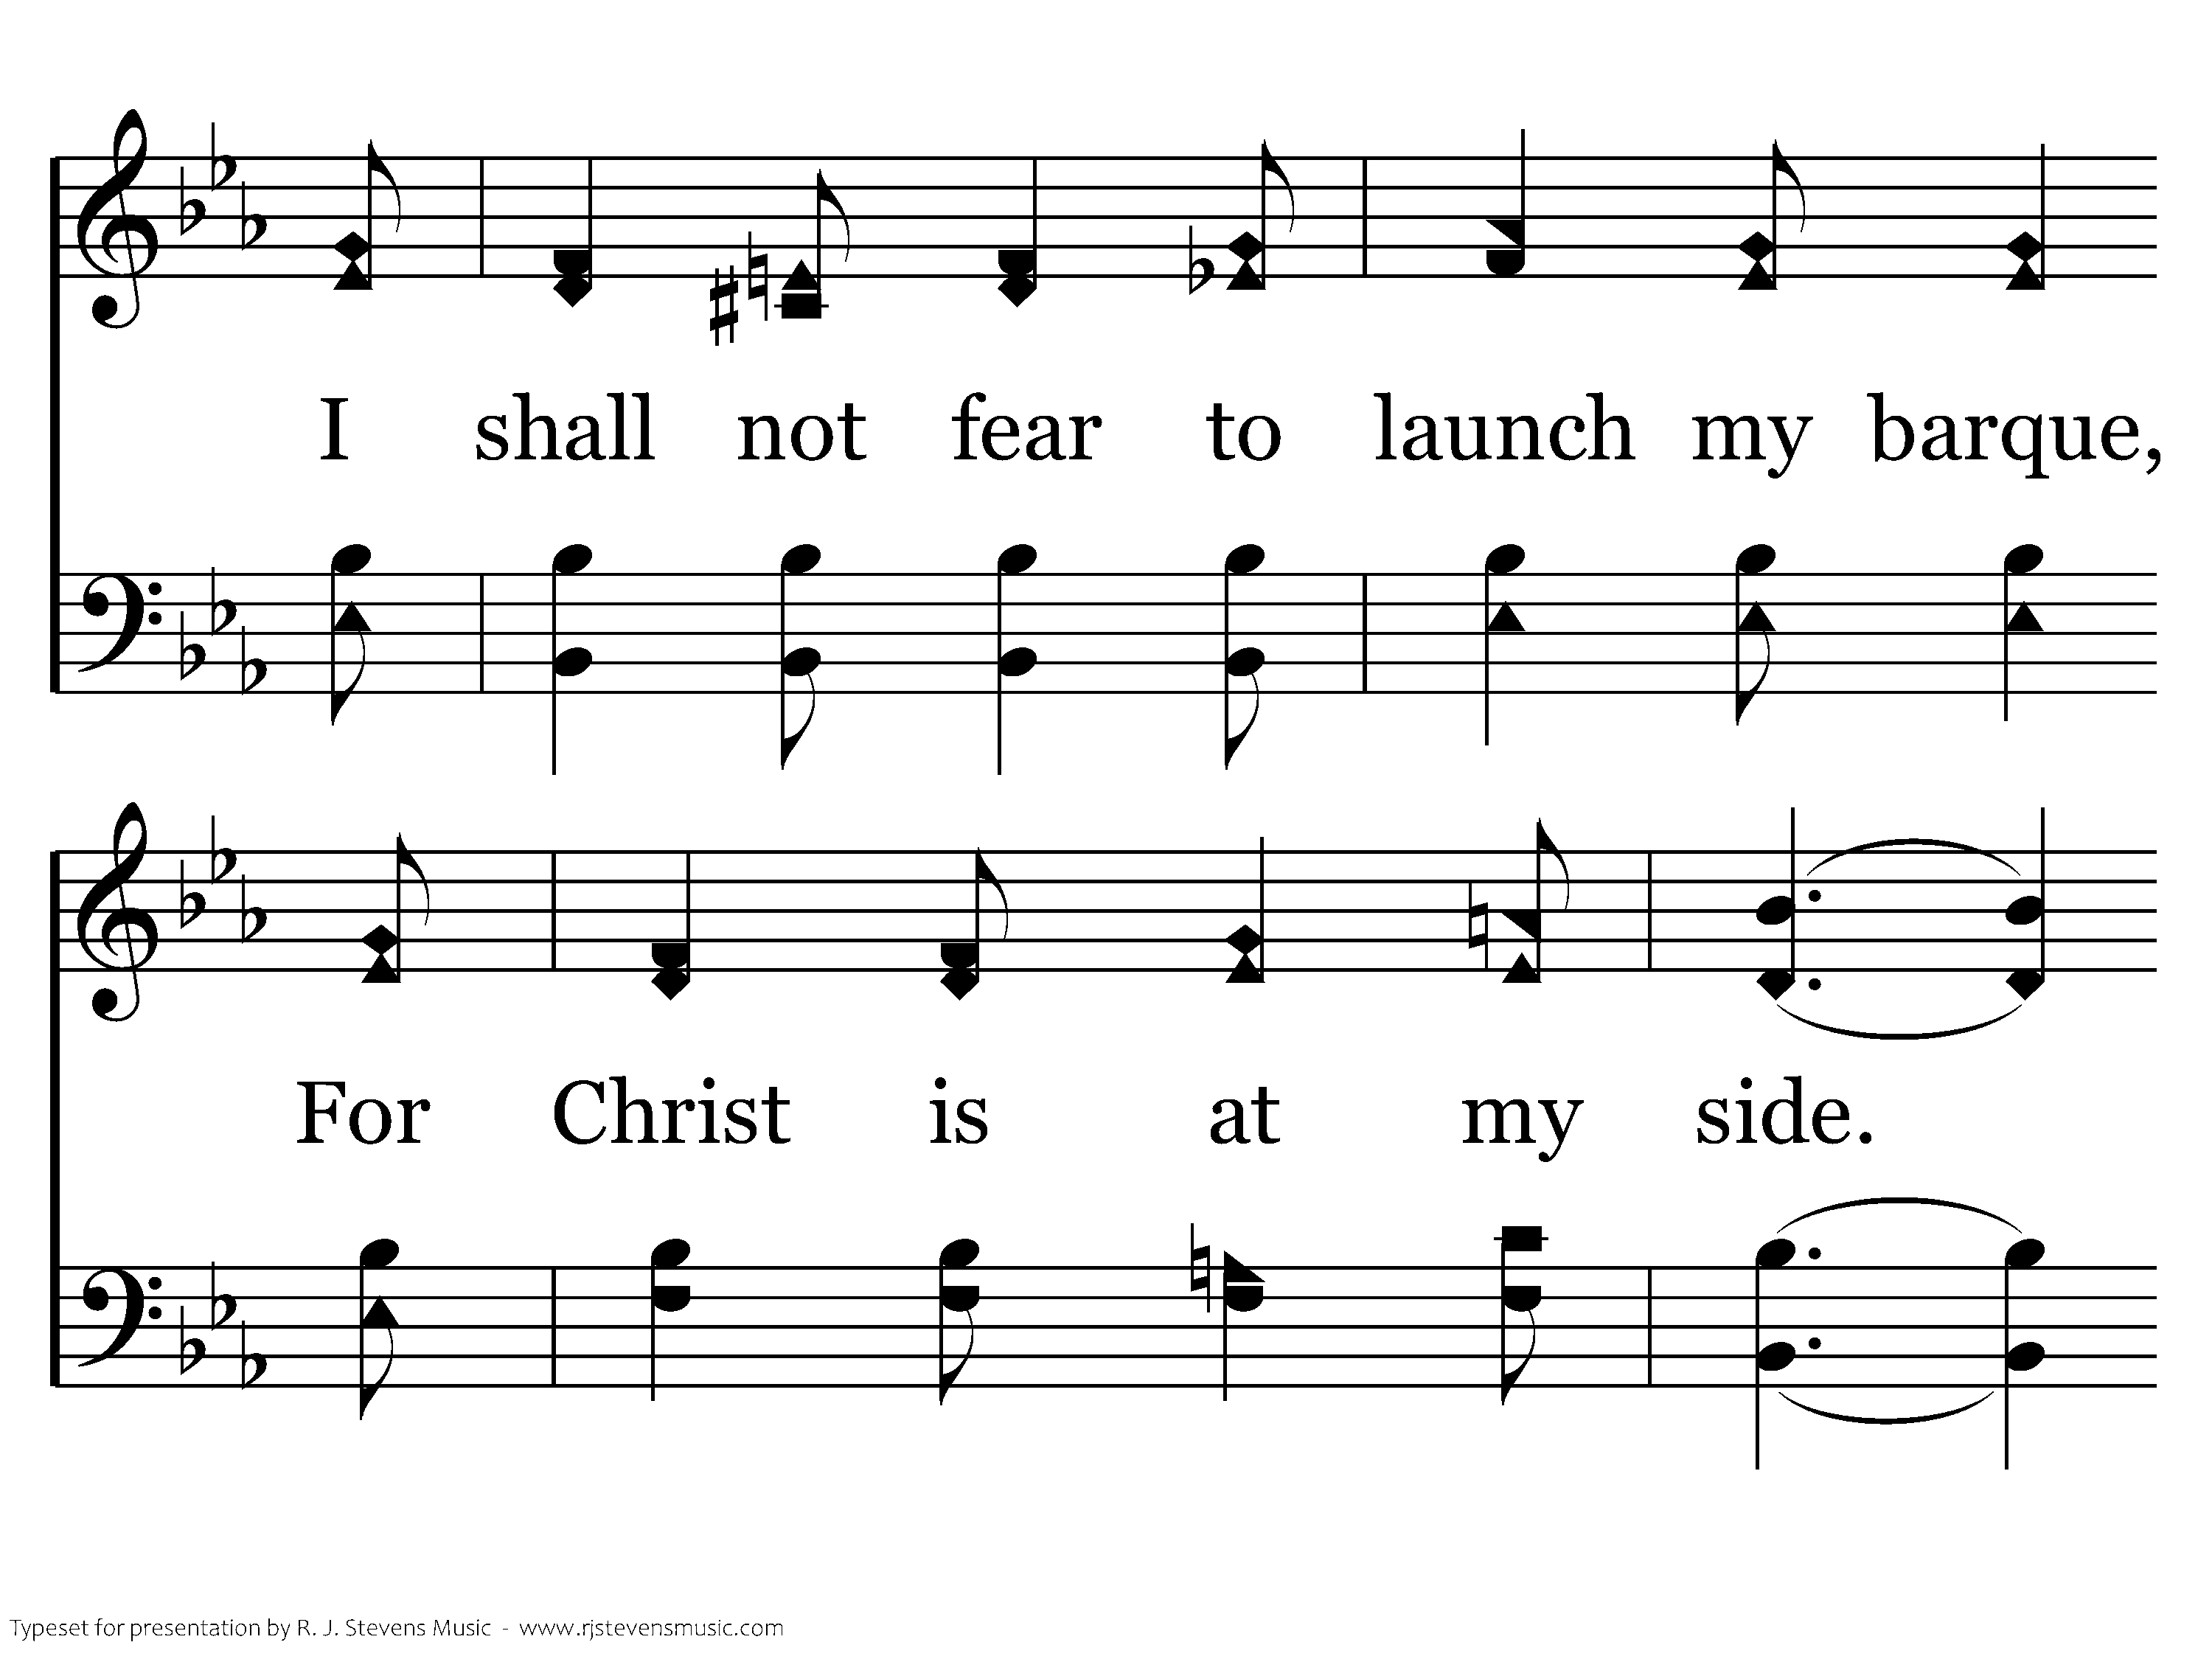 I shall not fear to launch my barque,
For Christ is at my side.
Typeset for presentation by R. J. Stevens Music - www.rjstevensmusic.com